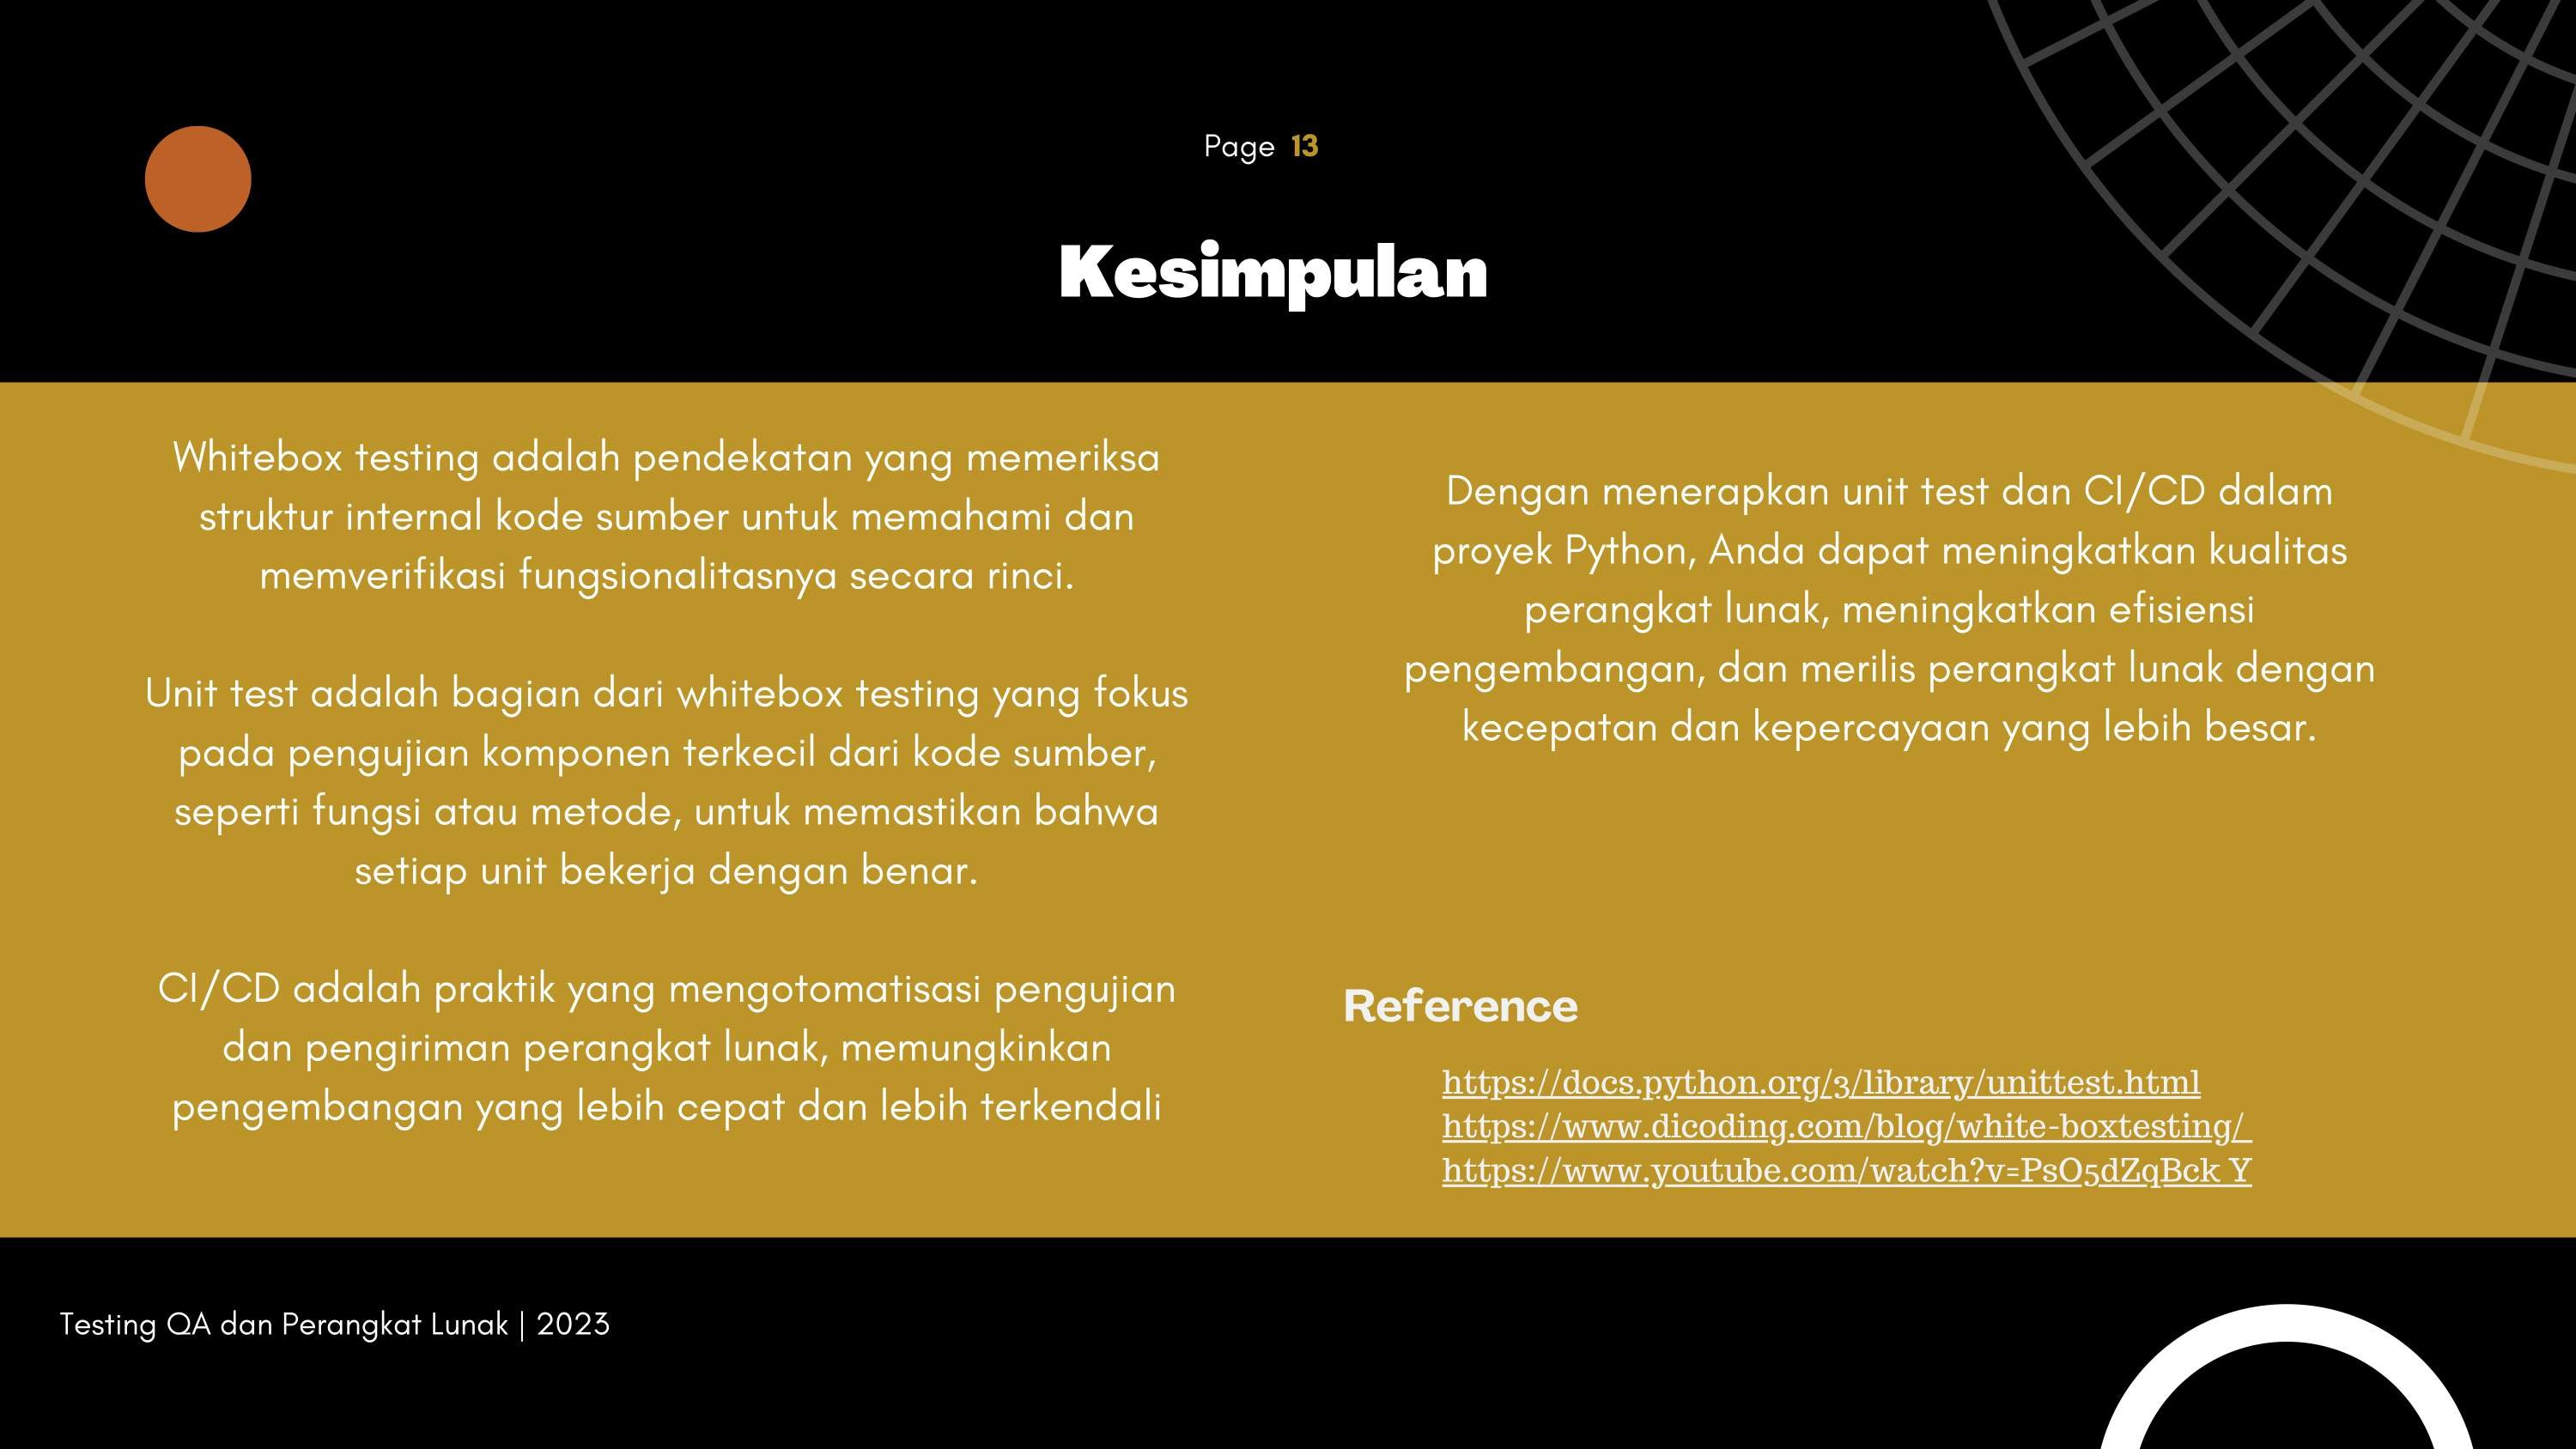 Page 13
Kesimpulan
Whitebox testing adalah pendekatan yang memeriksa
struktur internal kode sumber untuk memahami dan
memverifikasi fungsionalitasnya secara rinci.
Unit test adalah bagian dari whitebox testing yang fokus
pada pengujian komponen terkecil dari kode sumber,
seperti fungsi atau metode, untuk memastikan bahwa
setiap unit bekerja dengan benar.
CI/CD adalah praktik yang mengotomatisasi pengujian
dan pengiriman perangkat lunak, memungkinkan
pengembangan yang lebih cepat dan lebih terkendali
Dengan menerapkan unit test dan CI/CD dalam
proyek Python, Anda dapat meningkatkan kualitas
perangkat lunak, meningkatkan efisiensi
pengembangan, dan merilis perangkat lunak dengan
kecepatan dan kepercayaan yang lebih besar.
Reference
https://docs.python.org/3/library/unittest.html
https://www.dicoding.com/blog/white-boxtesting/
https://www.youtube.com/watch?v=PsO5dZqBck Y
Testing QA dan Perangkat Lunak | 2023